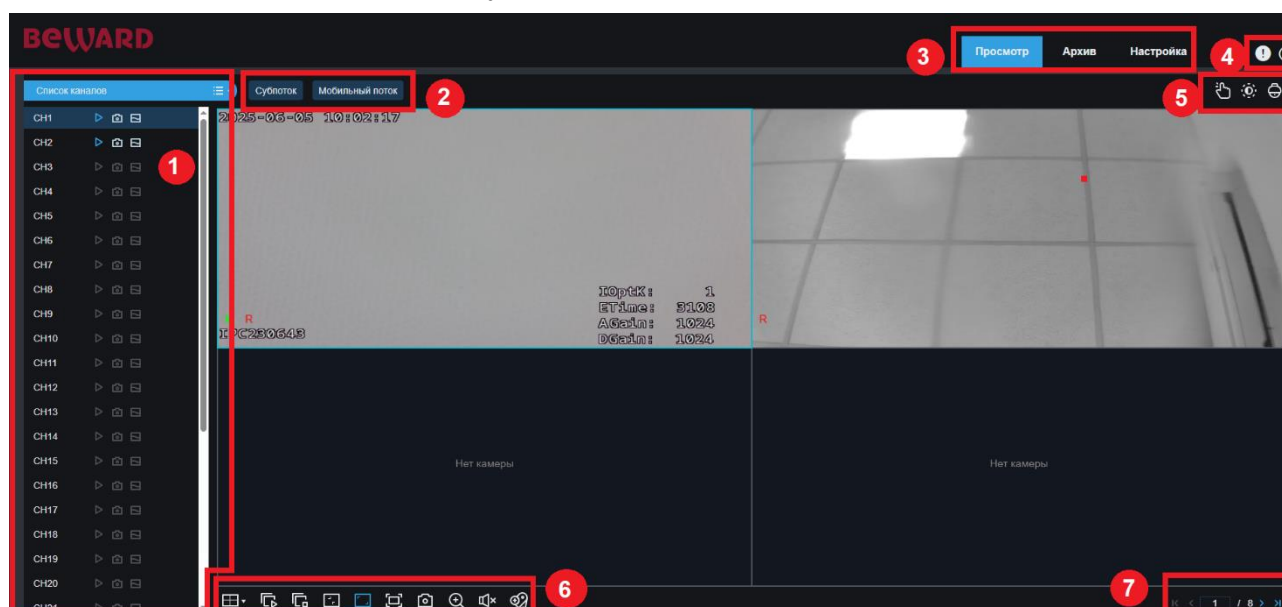 BEWARD
3
Просмотр
Архив
Настройка
4
Список каналов
Субпоток
Мобильный поток
2
5
CH1
2025-06-05 10:02:17
CH2
CH3
1
CH4
CH5
CH6
CH7
CH8
IOptK: 1
CH9
ETime: 3108
R
AGain: 1024
R
CH10
IPC230643
DGain: 1024
CH11
CH12
CH13
CH14
CH15
Нет камеры
Нет камеры
CH16
CH17
CH18
CH19
CH20
6
7
1 / 8